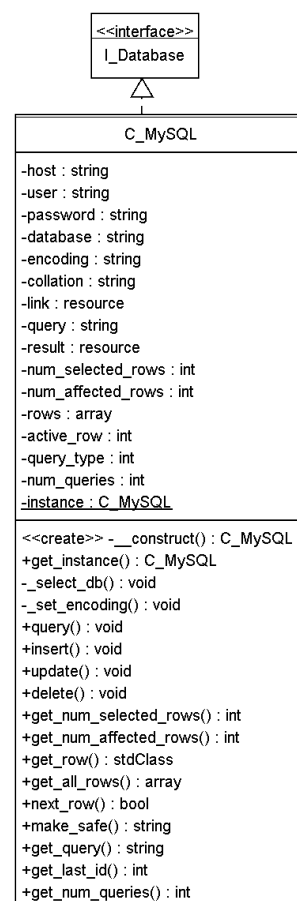 <<interface>>
I_Database
C_MySQL
-host : string
-user : string
-password : string
-database : string
-encoding : string
-collation : string
-link : resource
-query : string
-result : resource
-num_selected_rows : int
-num_affected_rows : int
-rows : array
-active_row : int
-query_type : int
-num_queries : int
-instance : C_MySQL
<<create>> -__construct() : C_MySQL
+get_instance() : C_MySQL
-_select_db() : void
-_set_encoding() : void
+query() : void
+insert() : void
+update() : void
+delete() : void
+get_num_selected_rows() : int
+get_num_affected_rows() : int
+get_row() : stdClass
+get_all_rows() : array
+next_row() : bool
+make_safe() : string
+get_query() : string
+get_last_id() : int
+get_num_queries() : int